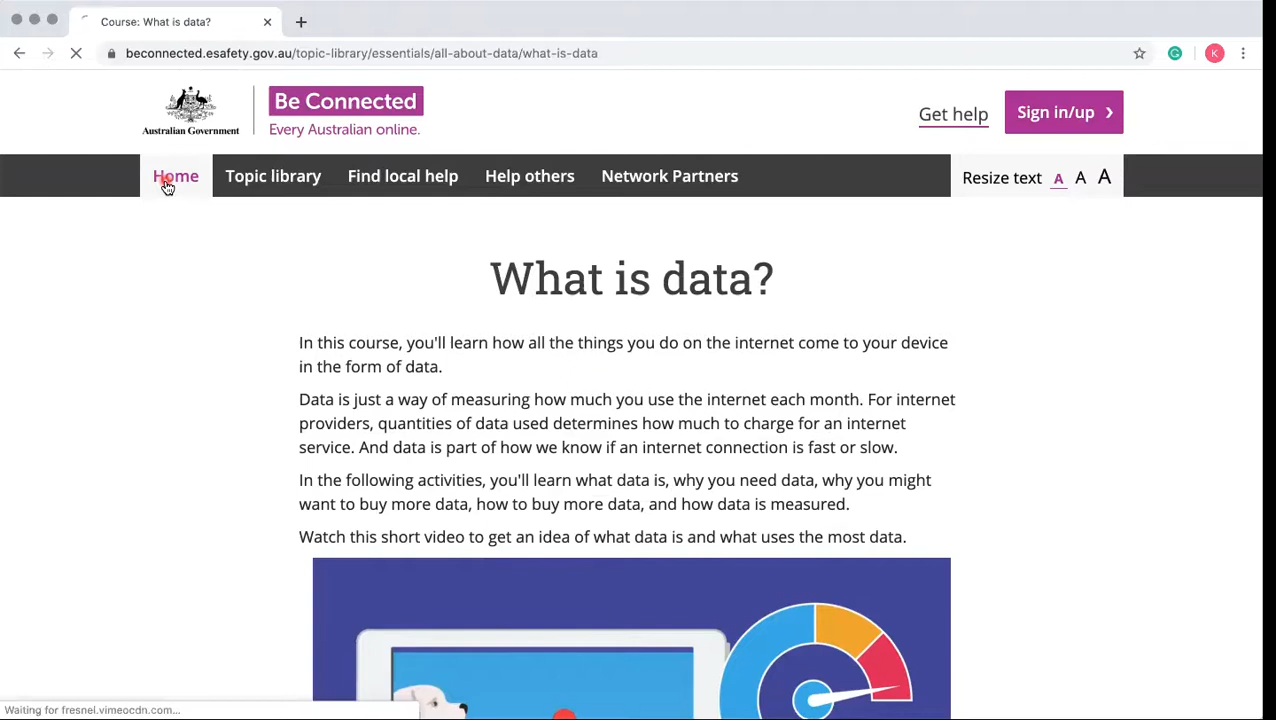 Course: What is data?
beconnected.esafety.gov.au/topic-library/essentials/all-about-data/what-is-data
K
Australian Government
Be Connected
Every Australian online.
Get help
Sign in/up
Home
Topic library
Find local help
Help others
Network Partners
Resize text A A A
What is data?
In this course, you'll learn how all the things you do on the internet come to your device
in the form of data.
Data is just a way of measuring how much you use the internet each month. For internet
providers, quantities of data used determines how much to charge for an internet
service. And data is part of how we know if an internet connection is fast or slow.
In the following activities, you'll learn what data is, why you need data, why you might
want to buy more data, how to buy more data, and how data is measured.
Watch this short video to get an idea of what data is and what uses the most data.
Waiting for fresnel.vimeocdn.com...